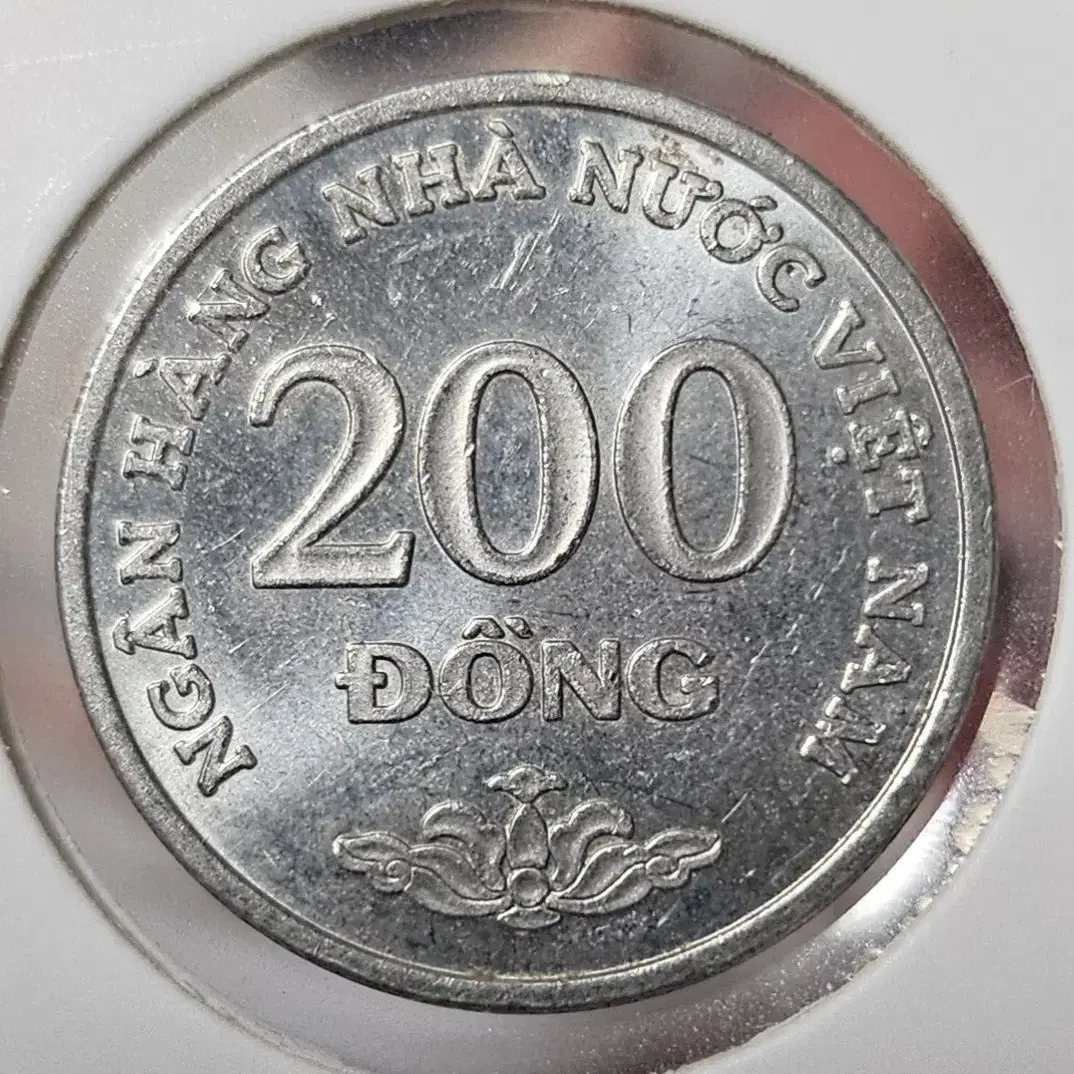 NGÂN HÀNG NHÀ NƯỚC VIỆT NAM
200
ĐỒNG